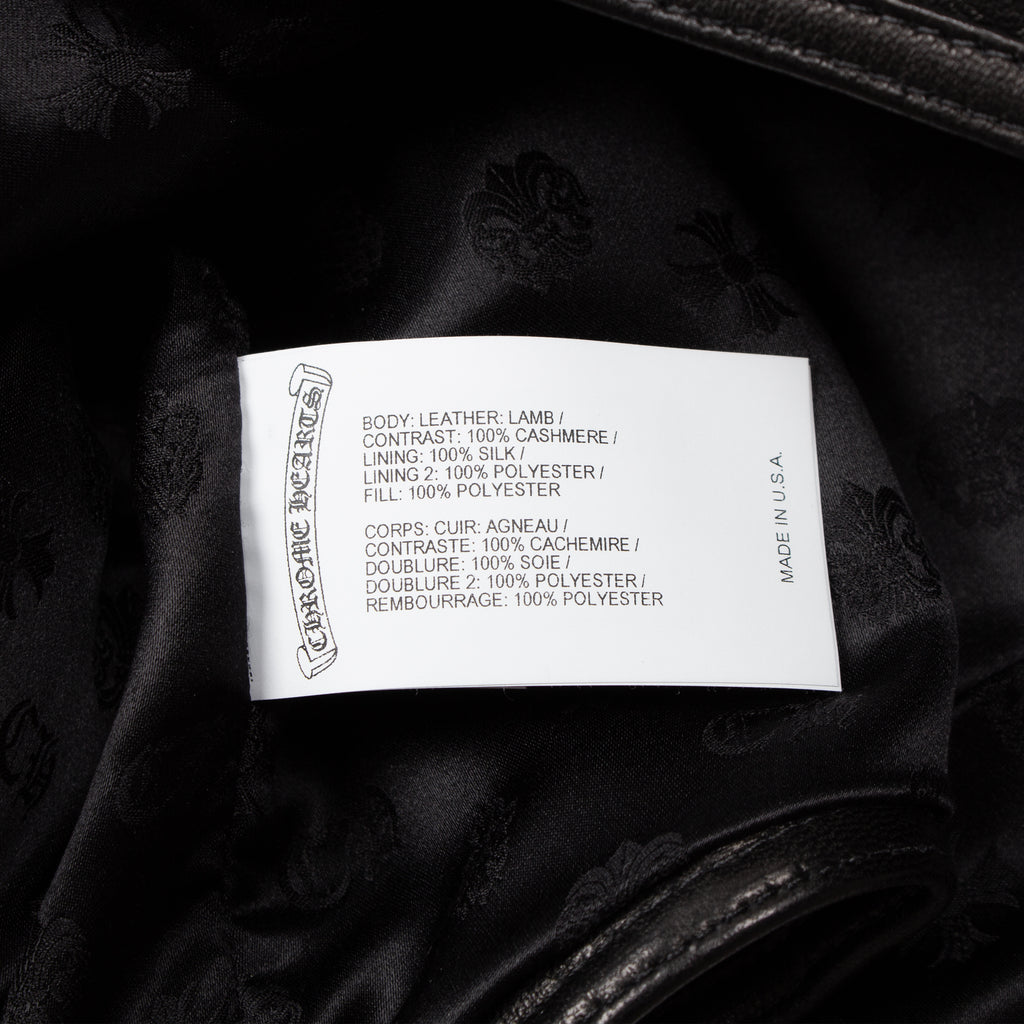 CHROME HEARTS
BODY: LEATHER: LAMB /
CONTRAST: 100% CASHMERE /
LINING: 100% SILK /
LINING 2: 100% POLYESTER /
FILL: 100% POLYESTER
CORPS: CUIR: AGNEAU /
CONTRASTE: 100% CACHEMIRE /
DOUBLURE: 100% SOIE /
DOUBLURE 2: 100% POLYESTER /
REMBOURRAGE: 100% POLYESTER
MADE IN U.S.A.